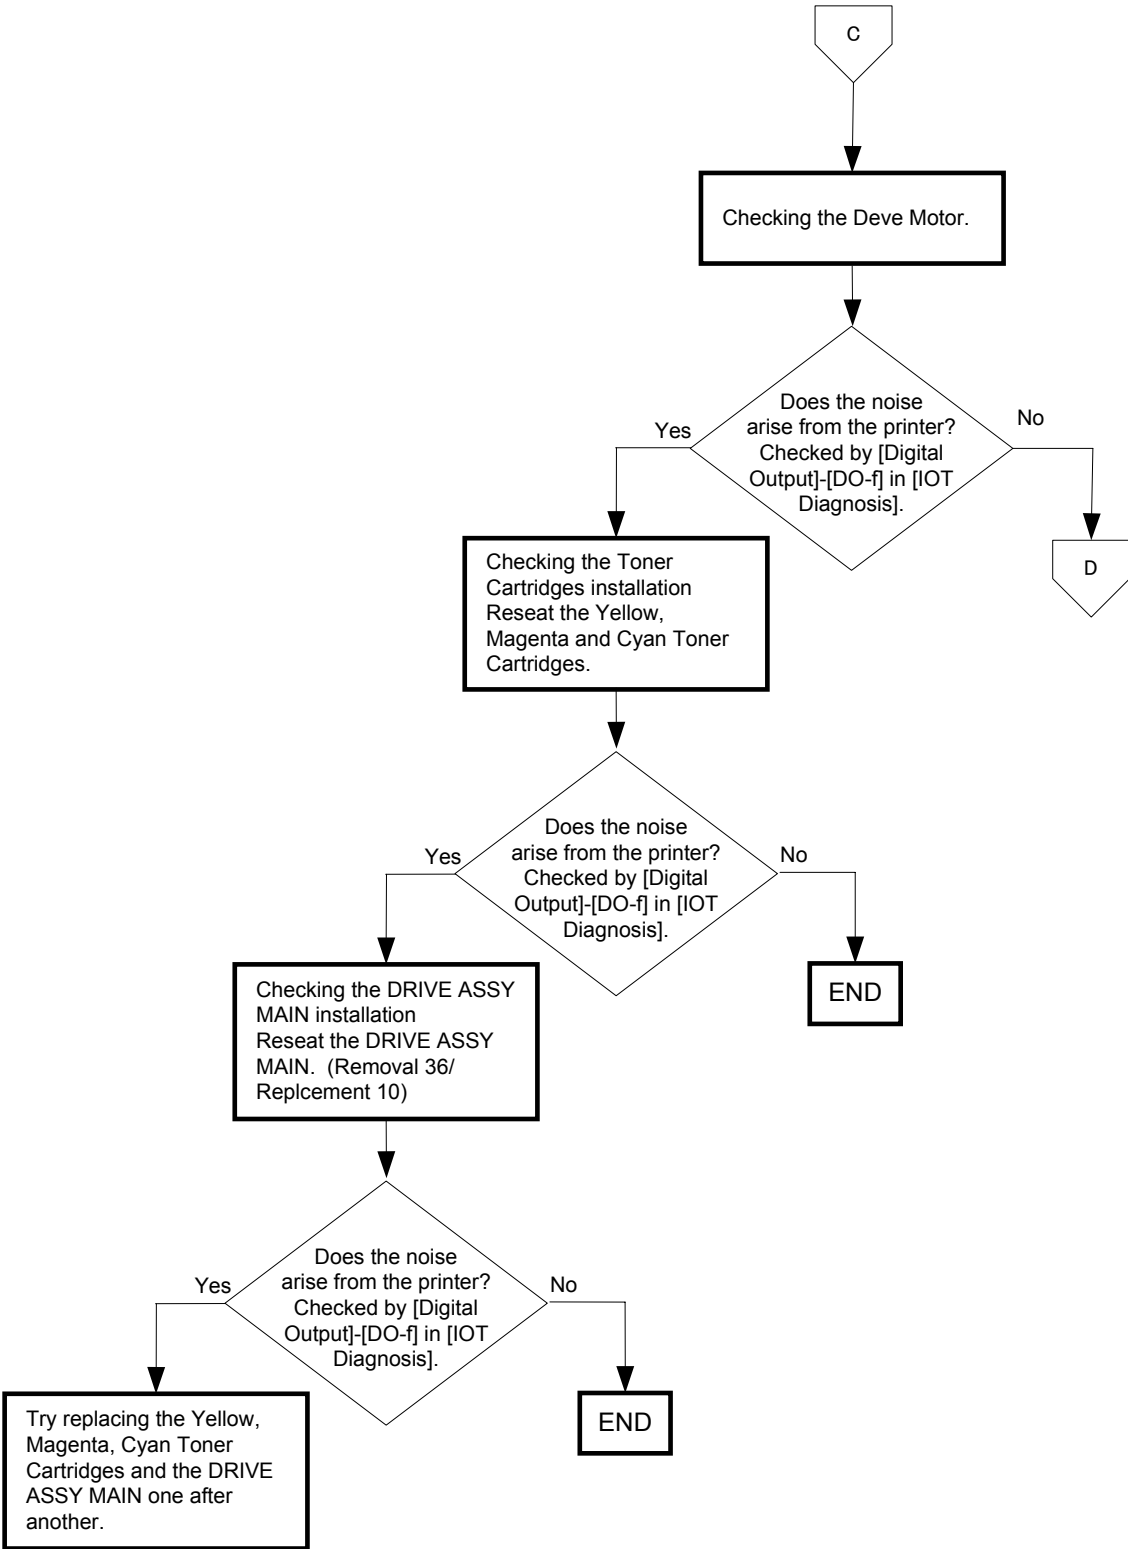 C
Checking the Deve Motor.
Does the noise
arise from the printer?
Checked by [Digital
Output]-[DO-f] in [IOT
Diagnosis].
Yes
No
D
Checking the Toner
Cartridges installation
Reseat the Yellow,
Magenta and Cyan Toner
Cartridges.
Does the noise
arise from the printer?
Checked by [Digital
Output]-[DO-f] in [IOT
Diagnosis].
Yes
No
END
Checking the DRIVE ASSY
MAIN installation
Reseat the DRIVE ASSY
MAIN.  (Removal 36/
Replcement 10)
Does the noise
arise from the printer?
Checked by [Digital
Output]-[DO-f] in [IOT
Diagnosis].
Yes
No
END
Try replacing the Yellow,
Magenta, Cyan Toner
Cartridges and the DRIVE
ASSY MAIN one after
another.